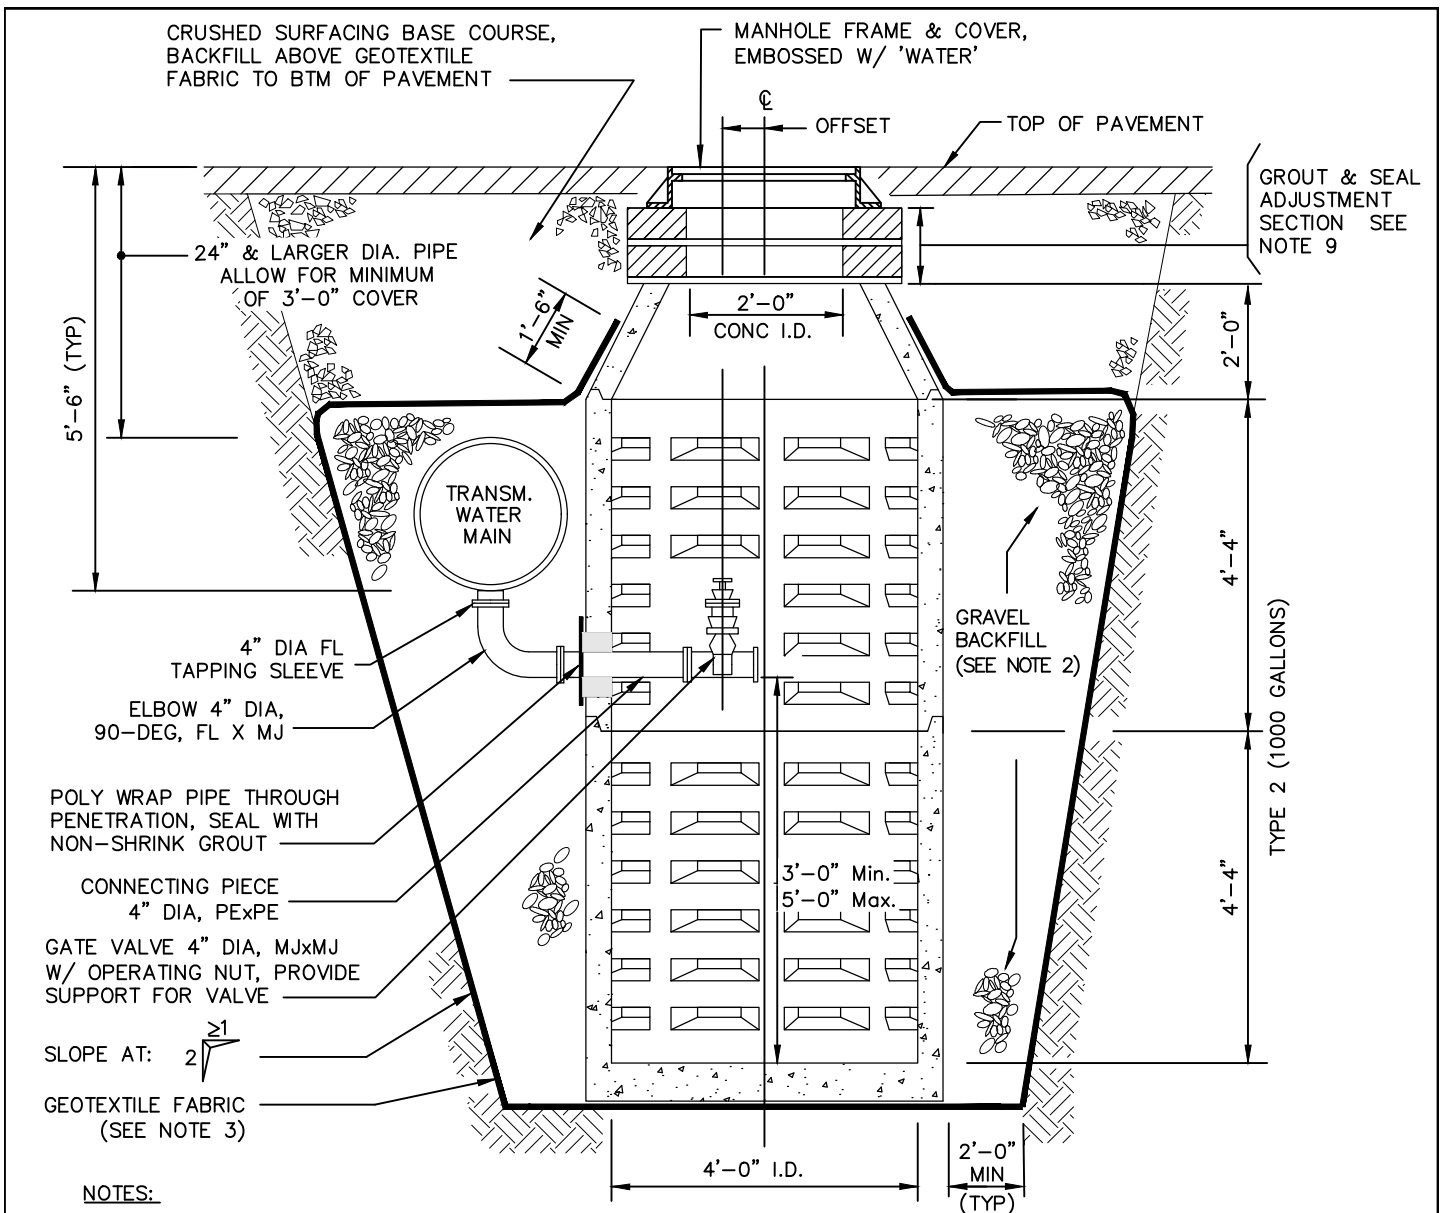 CRUSHED SURFACING BASE COURSE,
BACKFILL ABOVE GEOTEXTILE
FABRIC TO BTM OF PAVEMENT
MANHOLE FRAME & COVER,
EMBOSSED W/ 'WATER'
℄
OFFSET
TOP OF PAVEMENT
GROUT & SEAL
ADJUSTMENT
SECTION SEE
NOTE 9
24" & LARGER DIA. PIPE
ALLOW FOR MINIMUM
OF 3'-0" COVER
5'-6" (TYP)
1'-6"
MIN
2'-0"
CONC I.D.
2'-0"
TRANSM.
WATER
MAIN
4'-4"
GRAVEL
BACKFILL
(SEE NOTE 2)
4" DIA FL
TAPPING SLEEVE
ELBOW 4" DIA,
90-DEG, FL X MJ
TYPE 2 (1000 GALLONS)
POLY WRAP PIPE THROUGH
PENETRATION, SEAL WITH
NON-SHRINK GROUT
3'-0" Min.
5'-0" Max.
4'-4"
CONNECTING PIECE
4" DIA, PExPE
GATE VALVE 4" DIA, MJxMJ
W/ OPERATING NUT, PROVIDE
SUPPORT FOR VALVE
SLOPE AT: 2 ≥1
GEOTEXTILE FABRIC
(SEE NOTE 3)
4'-0" I.D.
2'-0"
MIN
(TYP)
NOTES: